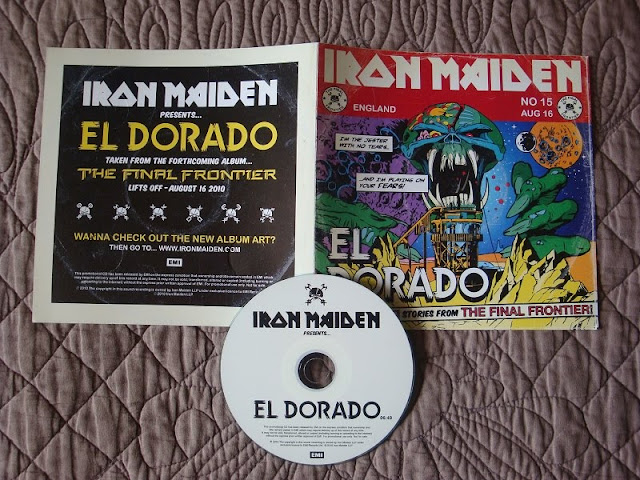 IRON MAIDEN
PRESENTS...
EL DORADO
TAKEN FROM THE FORTHCOMING ALBUM...
THE FINAL FRONTIER
LIFTS OFF - AUGUST 16 2010
WANNA CHECK OUT THE NEW ALBUM ART?
THEN GO TO... WWW.IRONMAIDEN.COM
EMI
IRON MAIDEN
ENGLAND
NO 15
AUG 16
I'M THE JESTER
WITH NO TEARS..
...AND I'M PLAYING ON
YOUR FEARS!
EL
DORADO
STORIES FROM THE FINAL FRONTIER!
IRON MAIDEN
PRESENTS...
EL DORADO
04:49
EMI